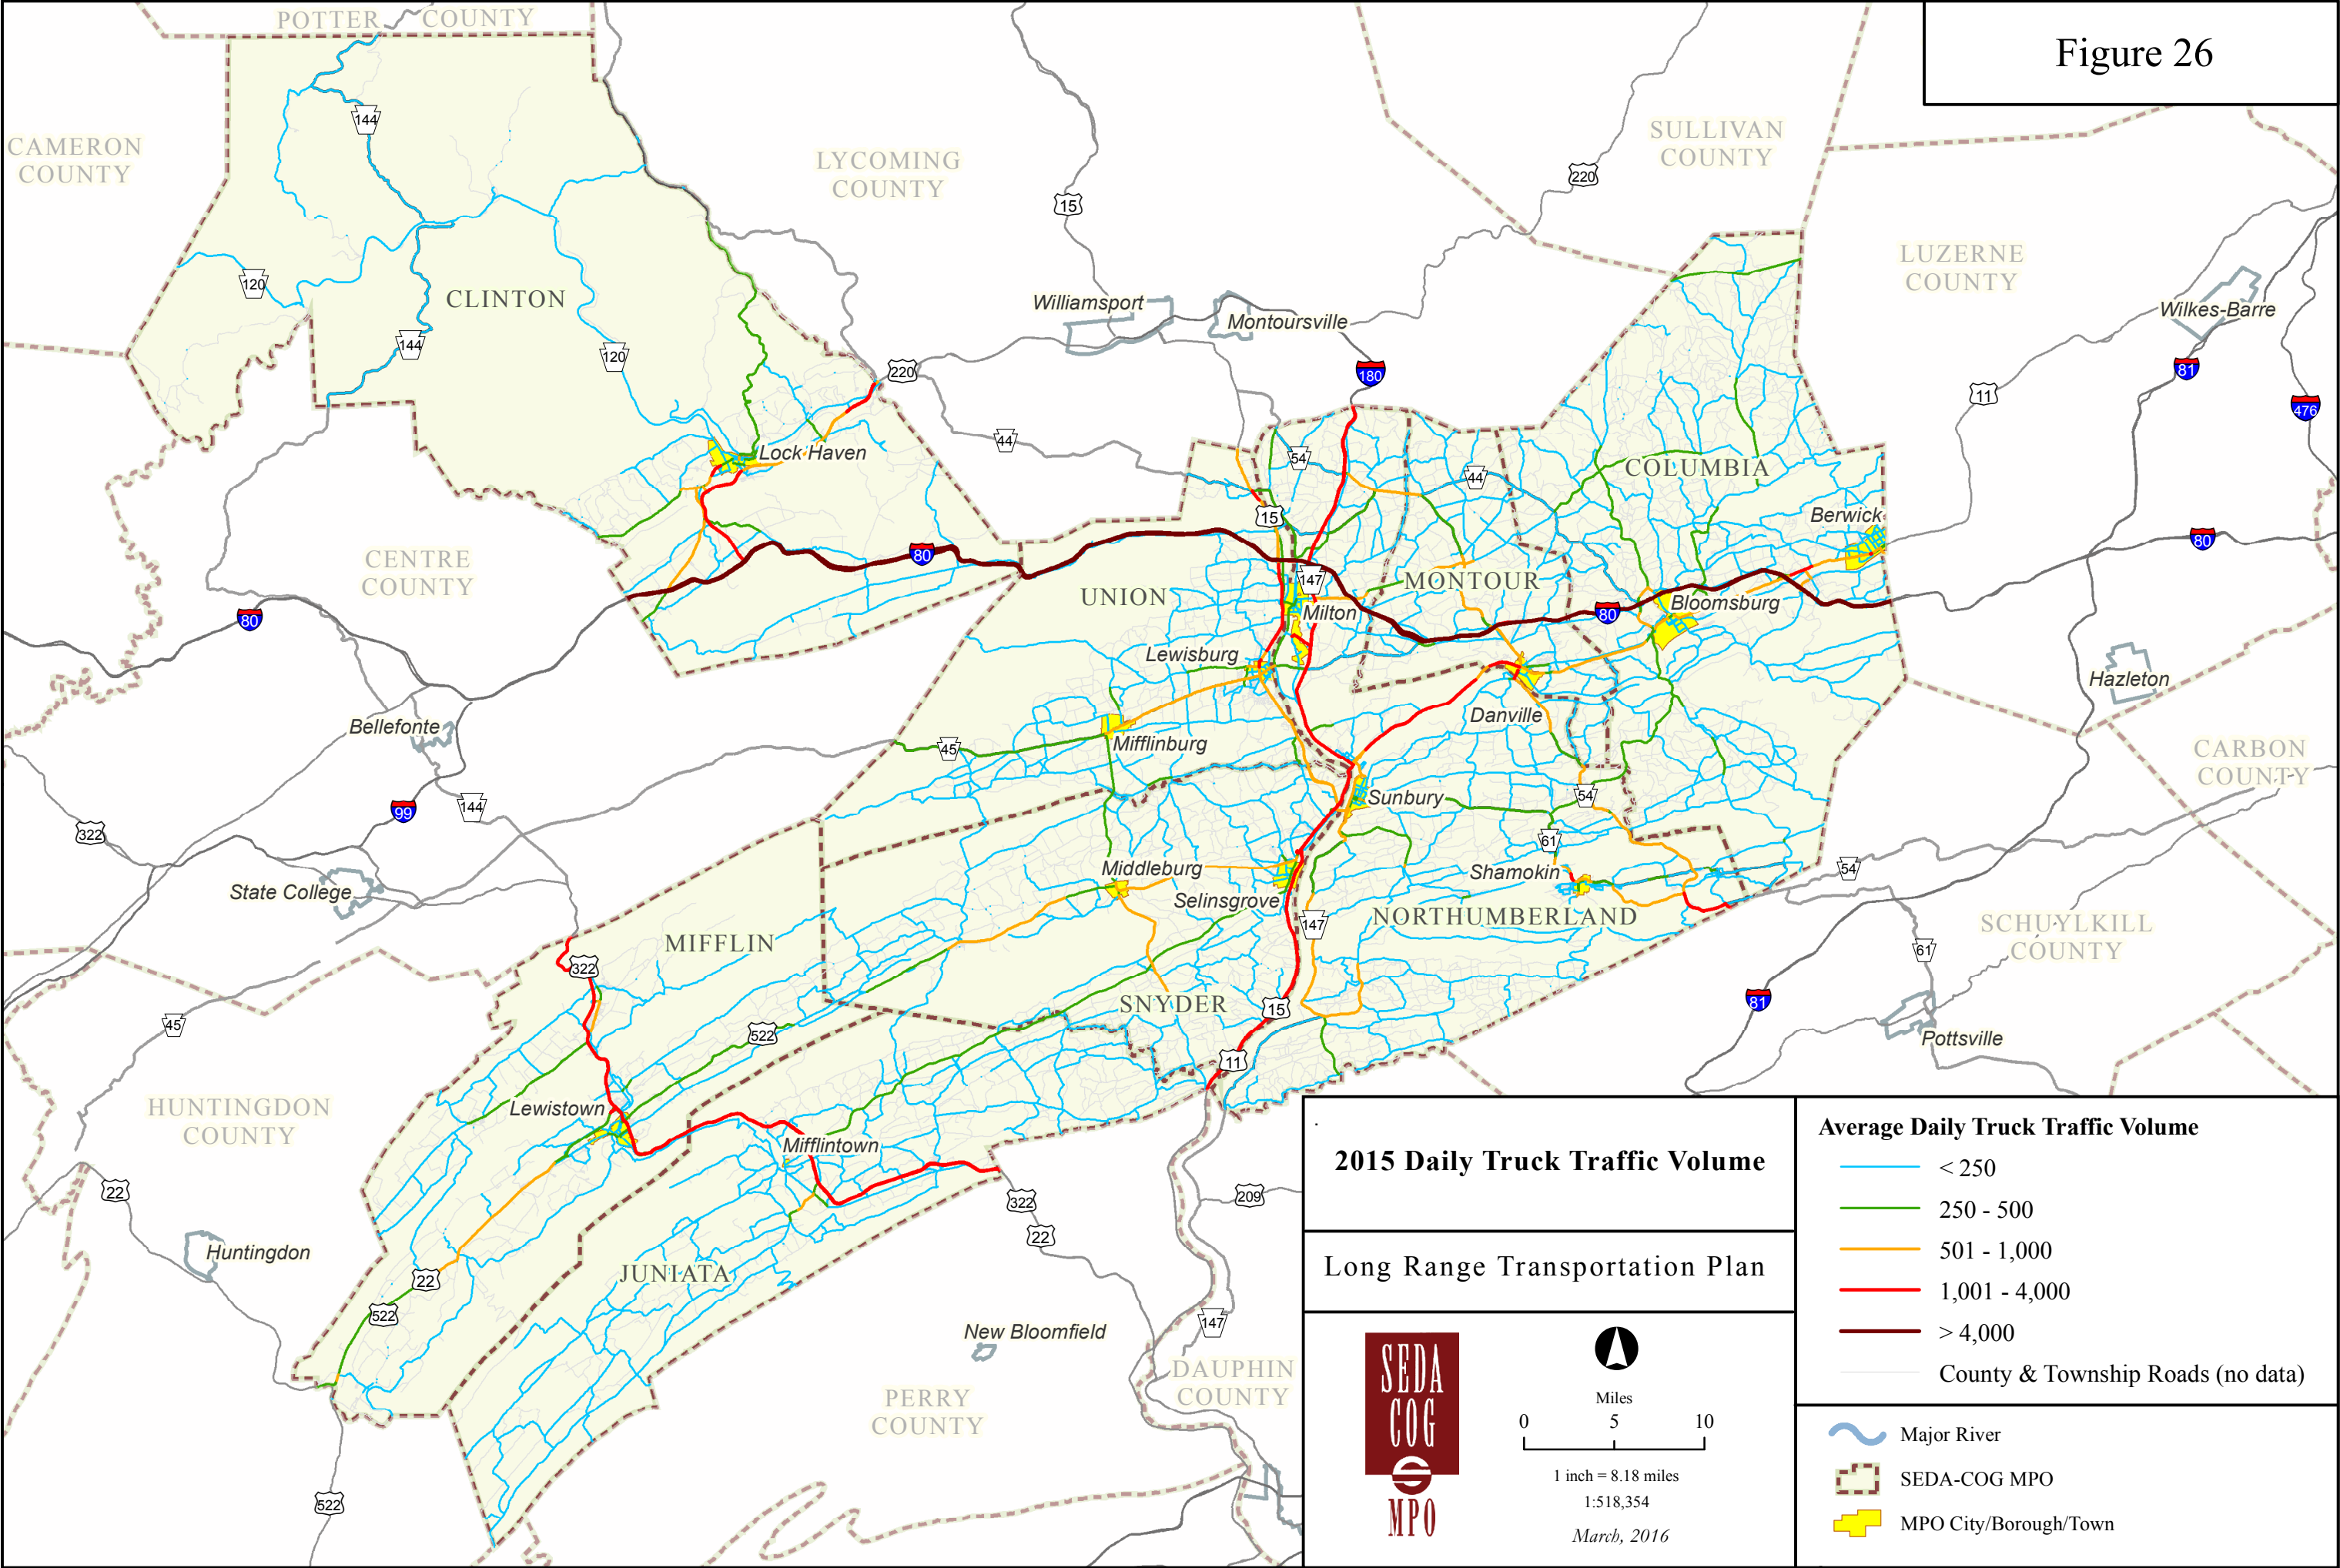 Figure 26
POTTER COUNTY
144
CAMERON
COUNTY
LYCOMING
COUNTY
SULLIVAN
COUNTY
220
15
LUZERNE
COUNTY
120
CLINTON
Williamsport
Montoursville
Wilkes-Barre
144
120
220
180
81
11
476
44
Lock Haven
54
44
COLUMBIA
Berwick
15
CENTRE
COUNTY
80
80
147
MONTOUR
UNION
Milton
80
Bloomsburg
80
Lewisburg
Hazleton
Bellefonte
45
Mifflinburg
Danville
CARBON
COUNTY
99
144
322
Sunbury
54
61
State College
Middleburg
Shamokin
54
Selinsgrove
NORTHUMBERLAND
147
SCHUYLKILL
COUNTY
MIFFLIN
322
61
45
522
SNYDER
15
81
Pottsville
11
HUNTINGDON
COUNTY
Lewistown
Mifflintown
22
322
209
22
Huntingdon
22
JUNIATA
522
New Bloomfield
147
DAUPHIN
COUNTY
PERRY
COUNTY
522
2015 Daily Truck Traffic Volume
Long Range Transportation Plan
SEDA
COG
MPO
Miles
0 5 10
1 inch = 8.18 miles
1:518,354
March, 2016
Average Daily Truck Traffic Volume
< 250
250 - 500
501 - 1,000
1,001 - 4,000
> 4,000
County & Township Roads (no data)
Major River
SEDA-COG MPO
MPO City/Borough/Town